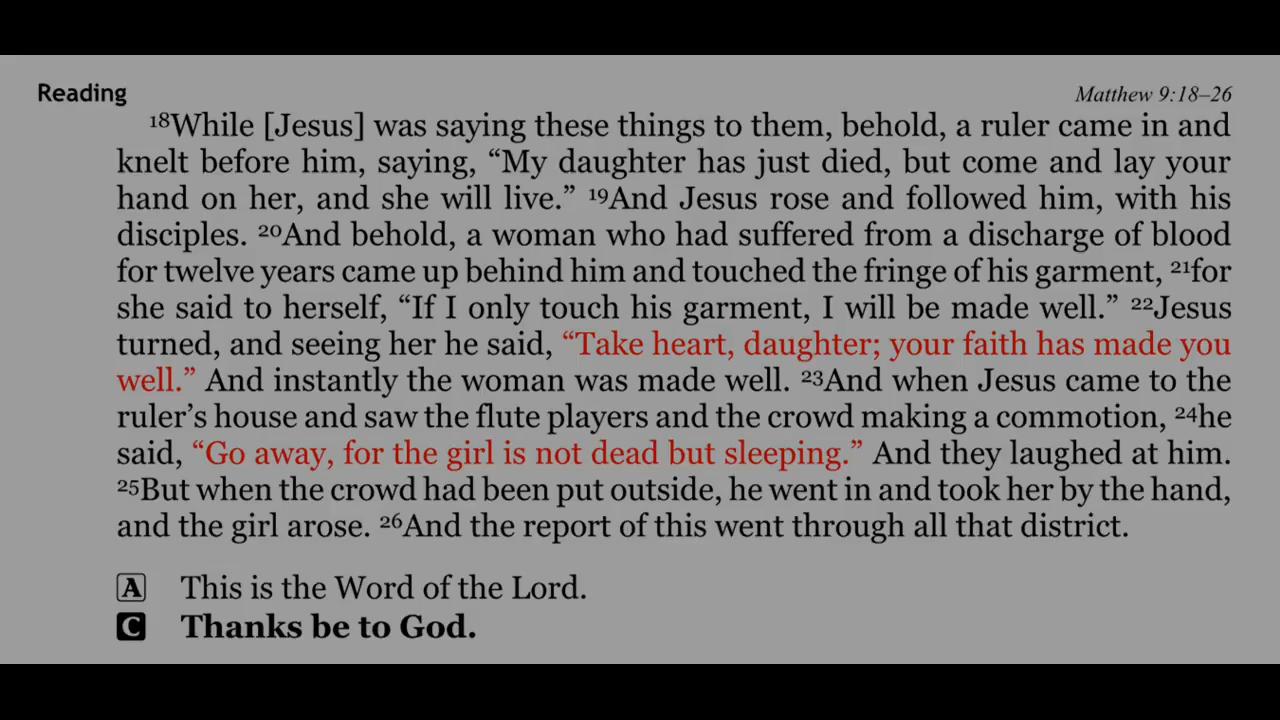 Reading
Matthew 9:18–26
¹⁸While [Jesus] was saying these things to them, behold, a ruler came in and
knelt before him, saying, “My daughter has just died, but come and lay your
hand on her, and she will live.” ¹⁹And Jesus rose and followed him, with his
disciples. ²⁰And behold, a woman who had suffered from a discharge of blood
for twelve years came up behind him and touched the fringe of his garment, ²¹for
she said to herself, “If I only touch his garment, I will be made well.” ²²Jesus
turned, and seeing her he said, “Take heart, daughter; your faith has made you
well.” And instantly the woman was made well. ²³And when Jesus came to the
ruler’s house and saw the flute players and the crowd making a commotion, ²⁴he
said, “Go away, for the girl is not dead but sleeping.” And they laughed at him.
²⁵But when the crowd had been put outside, he went in and took her by the hand,
and the girl arose. ²⁶And the report of this went through all that district.
A This is the Word of the Lord.
C Thanks be to God.